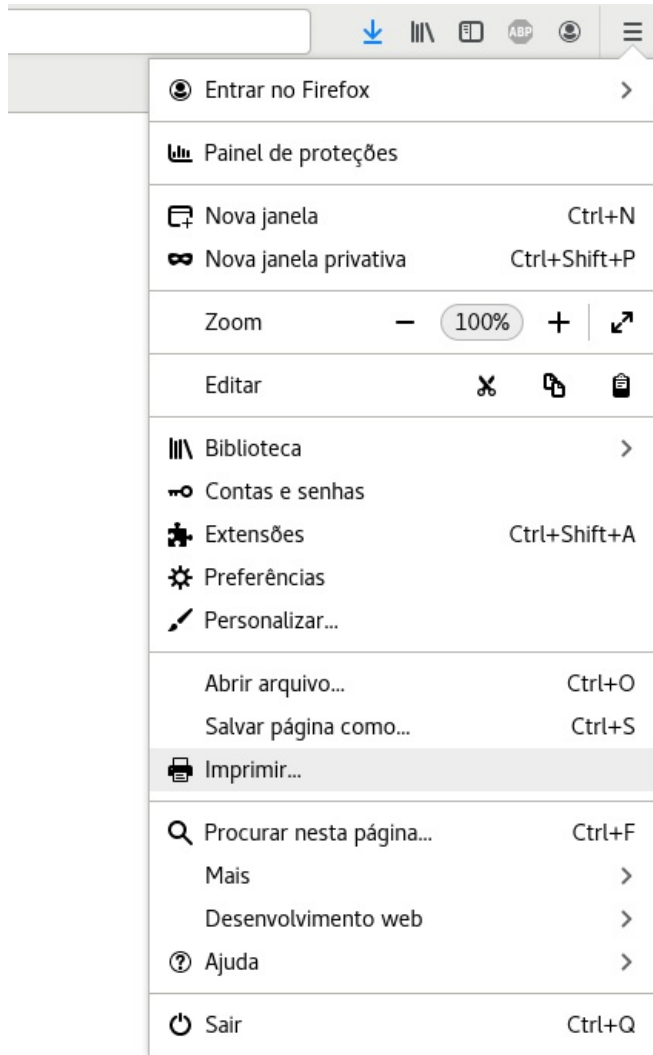 ABP
Entrar no Firefox
Painel de proteções
Nova janela Ctrl+N
Nova janela privativa Ctrl+Shift+P
Zoom − 100% +
Editar
Biblioteca
Contas e senhas
Extensões Ctrl+Shift+A
Preferências
Personalizar...
Abrir arquivo... Ctrl+O
Salvar página como... Ctrl+S
Imprimir...
Procurar nesta página... Ctrl+F
Mais
Desenvolvimento web
Ajuda
Sair Ctrl+Q